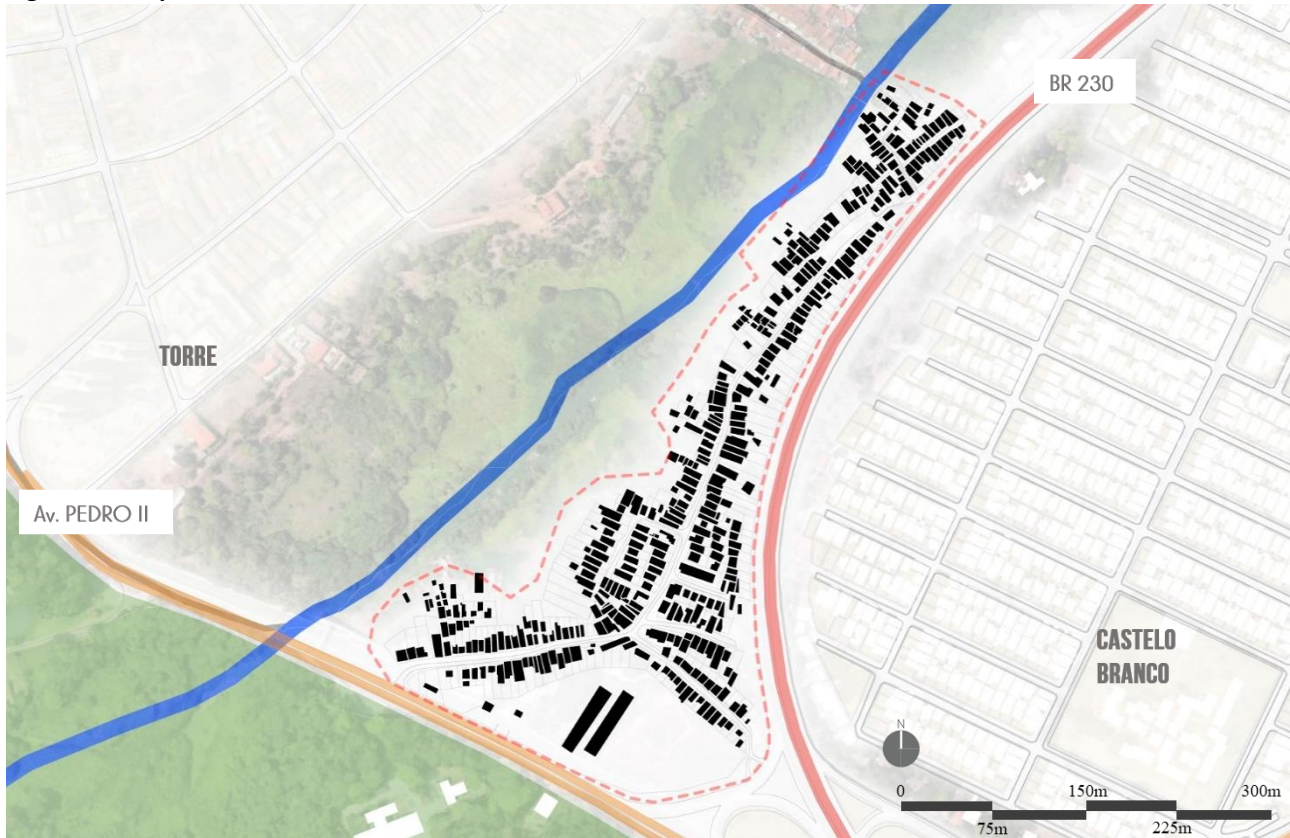 BR 230
TORRE
Av. PEDRO II
CASTELO
BRANCO
N
0
150m
300m
75m
225m